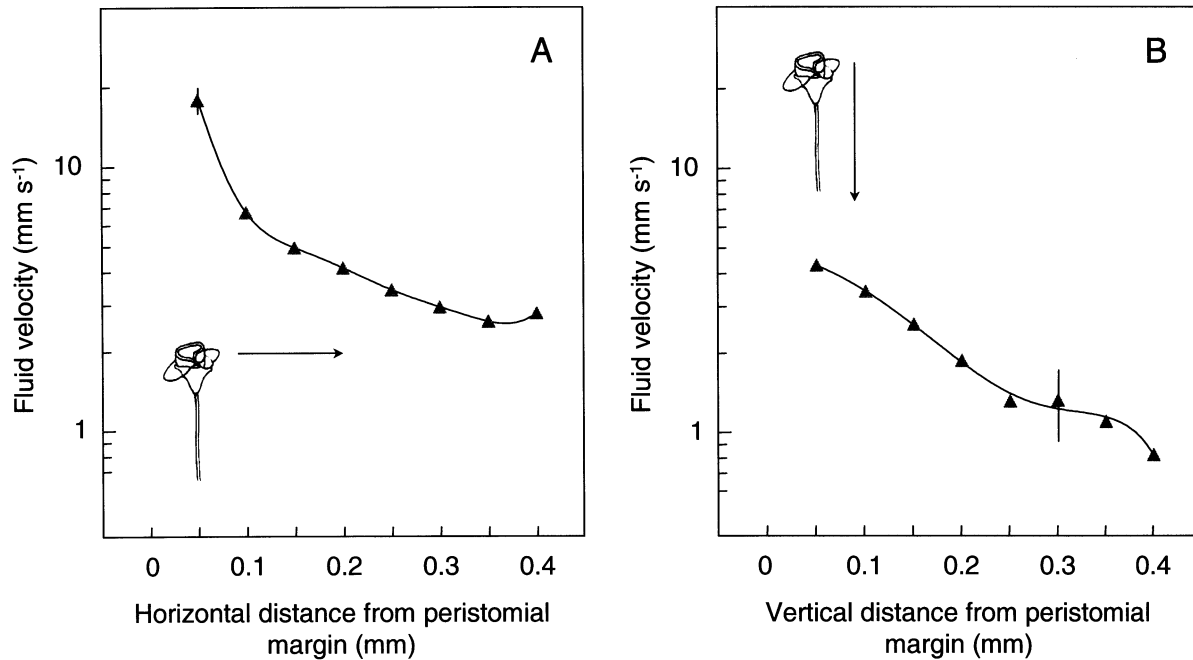 A
Fluid velocity (mm s⁻¹)
10
1
0 0.1 0.2 0.3 0.4
Horizontal distance from peristomial
margin (mm)
B
Fluid velocity (mm s⁻¹)
10
1
0 0.1 0.2 0.3 0.4
Vertical distance from peristomial
margin (mm)